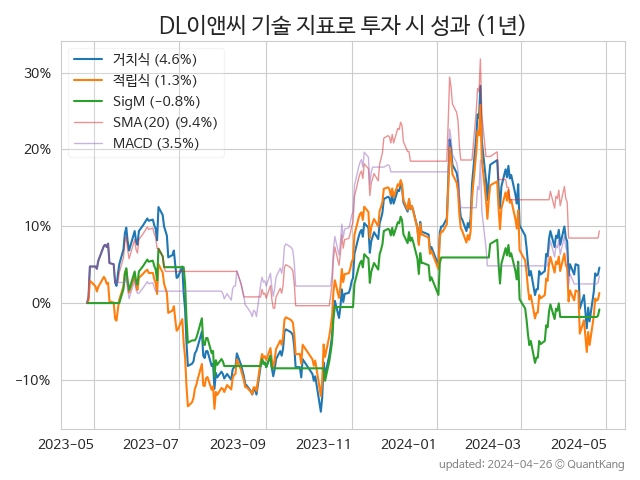 DL이앤씨 기술 지표로 투자 시 성과 (1년)
거치식 (4.6%)
적립식 (1.3%)
SigM (−0.8%)
SMA(20) (9.4%)
MACD (3.5%)
30%
20%
10%
0%
−10%
2023-05 2023-07 2023-09 2023-11 2024-01 2024-03 2024-05
updated: 2024-04-26 © QuantKang